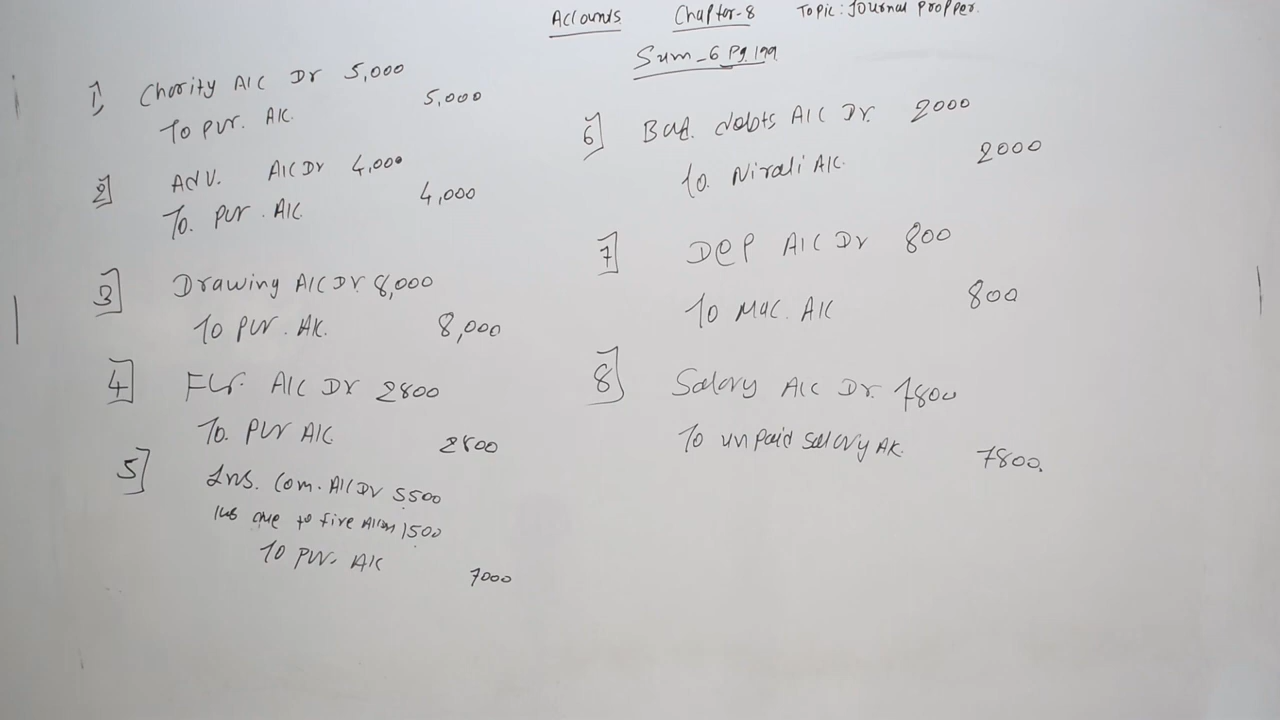 Accounts Chapter-8 Topic: Journal Propper.
Sum-6 Pg.179
1] Charity A/C Dr 5,000
To Pur. A/C. 5,000
2] Adv. A/C Dr 4,000
To. Pur. A/C. 4,000
3] Drawing A/C Dr. 8,000
To Pur. A/C. 8,000
4] Fur. A/C Dr 2800
To. Pur A/C 2800
5] Ins. Com. A/C Dr 5500
due to fire A/C Dr 1500
To Pur. A/C 7000
6] Bad. debts A/C Dr. 2000
To. Nirali A/C. 2000
7] Dep A/C Dr 800
To Mac. A/C 800
8] Salary A/C Dr. 7800
To unpaid salary A/C. 7800.